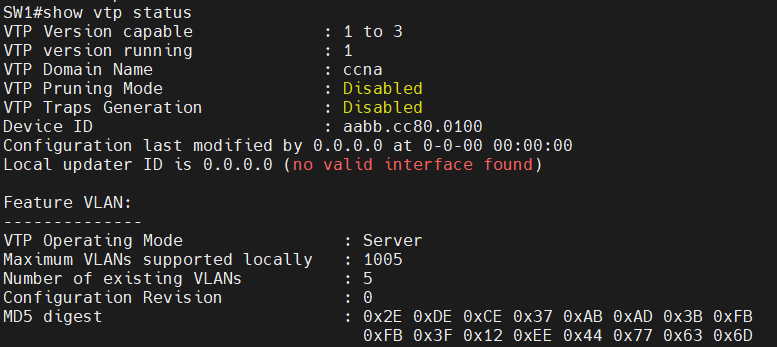 SW1#show vtp status
VTP Version capable : 1 to 3
VTP version running : 1
VTP Domain Name : ccna
VTP Pruning Mode : Disabled
VTP Traps Generation : Disabled
Device ID : aabb.cc80.0100
Configuration last modified by 0.0.0.0 at 0-0-00 00:00:00
Local updater ID is 0.0.0.0 (no valid interface found)
Feature VLAN:
--------------
VTP Operating Mode : Server
Maximum VLANs supported locally : 1005
Number of existing VLANs : 5
Configuration Revision : 0
MD5 digest : 0x2E 0xDE 0xCE 0x37 0xAB 0xAD 0x3B 0xFB
0xFB 0x3F 0x12 0xEE 0x44 0x77 0x63 0x6D